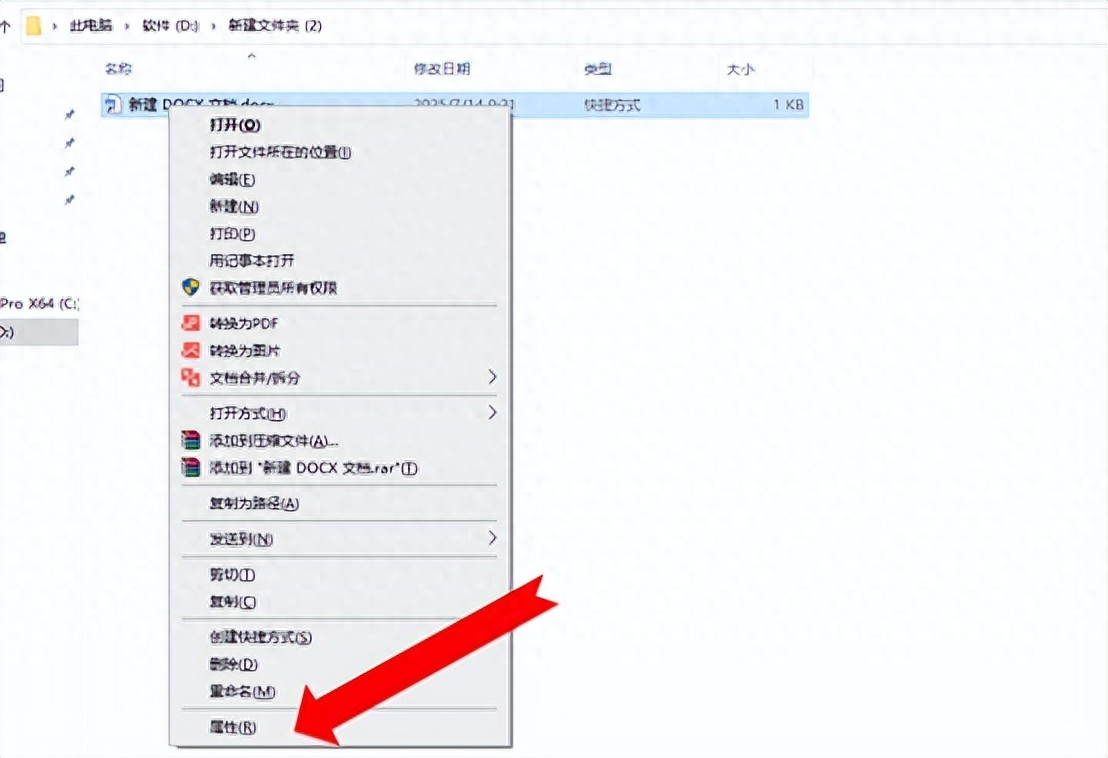 个 › 此电脑 › 软件 (D:) › 新建文件夹 (2)
名称 修改日期 类型 大小
新建 DOCX 文档.docx 2025/7/14 9:31 快捷方式 1 KB
打开(O)
打开文件所在的位置(I)
编辑(E)
新建(N)
打印(P)
用记事本打开
获取管理员所有权限
Pro X64 (C:)
转换为PDF
:)
转换为图片
文档合并/拆分
打开方式(H)
添加到压缩文件(A)...
添加到 "新建 DOCX 文档.rar"(T)
复制为路径(A)
发送到(N)
剪切(T)
复制(C)
创建快捷方式(S)
删除(D)
重命名(M)
属性(R)